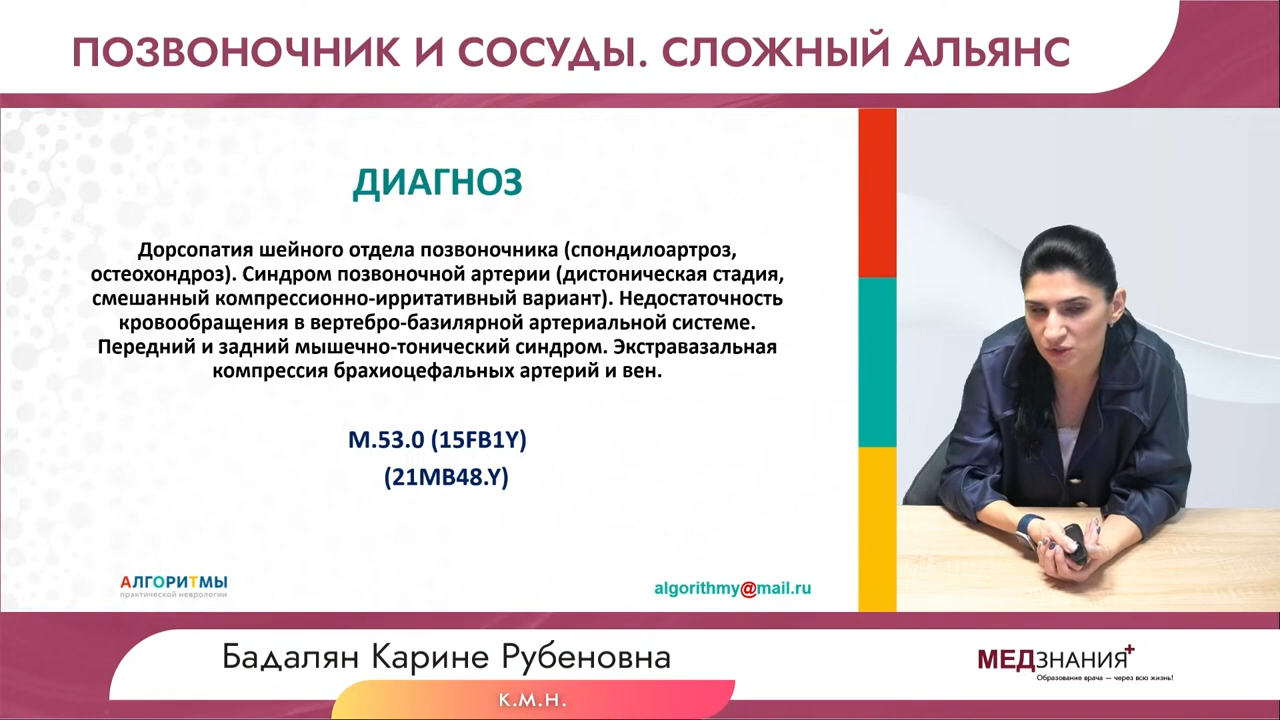 ПОЗВОНОЧНИК И СОСУДЫ. СЛОЖНЫЙ АЛЬЯНС
ДИАГНОЗ
Дорсопатия шейного отдела позвоночника (спондилоартроз,
остеохондроз). Синдром позвоночной артерии (дистоническая стадия,
смешанный компрессионно-ирритативный вариант). Недостаточность
кровообращения в вертебро-базилярной артериальной системе.
Передний и задний мышечно-тонический синдром. Экстравазальная
компрессия брахиоцефальных артерий и вен.
М.53.0 (15FB1Y)
(21MB48.Y)
АЛГОРИТМЫ
практической неврологии
algorithmy@mail.ru
Бадалян Карине Рубеновна
К.М.Н.
МЕДЗНАНИЯ+
Образование врача — через всю жизнь!